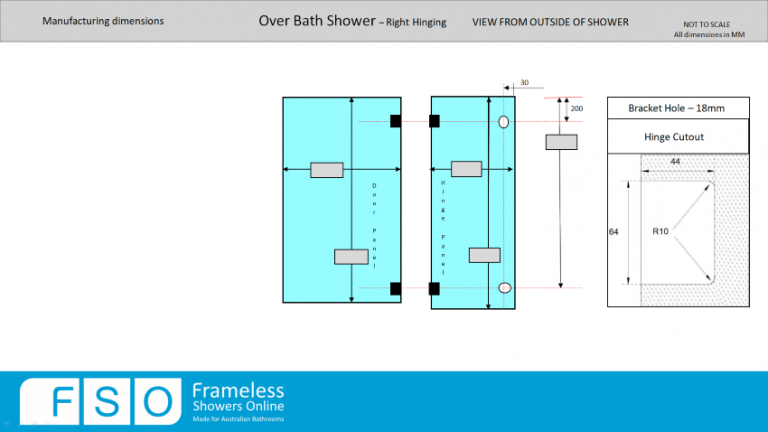 Manufacturing dimensions
Over Bath Shower – Right Hinging
VIEW FROM OUTSIDE OF SHOWER
NOT TO SCALE
All dimensions in MM
30
200
Door Panel
Hinge Panel
Bracket Hole – 18mm
Hinge Cutout
44
64
R10
FSO
Frameless
Showers Online
Made for Australian Bathrooms